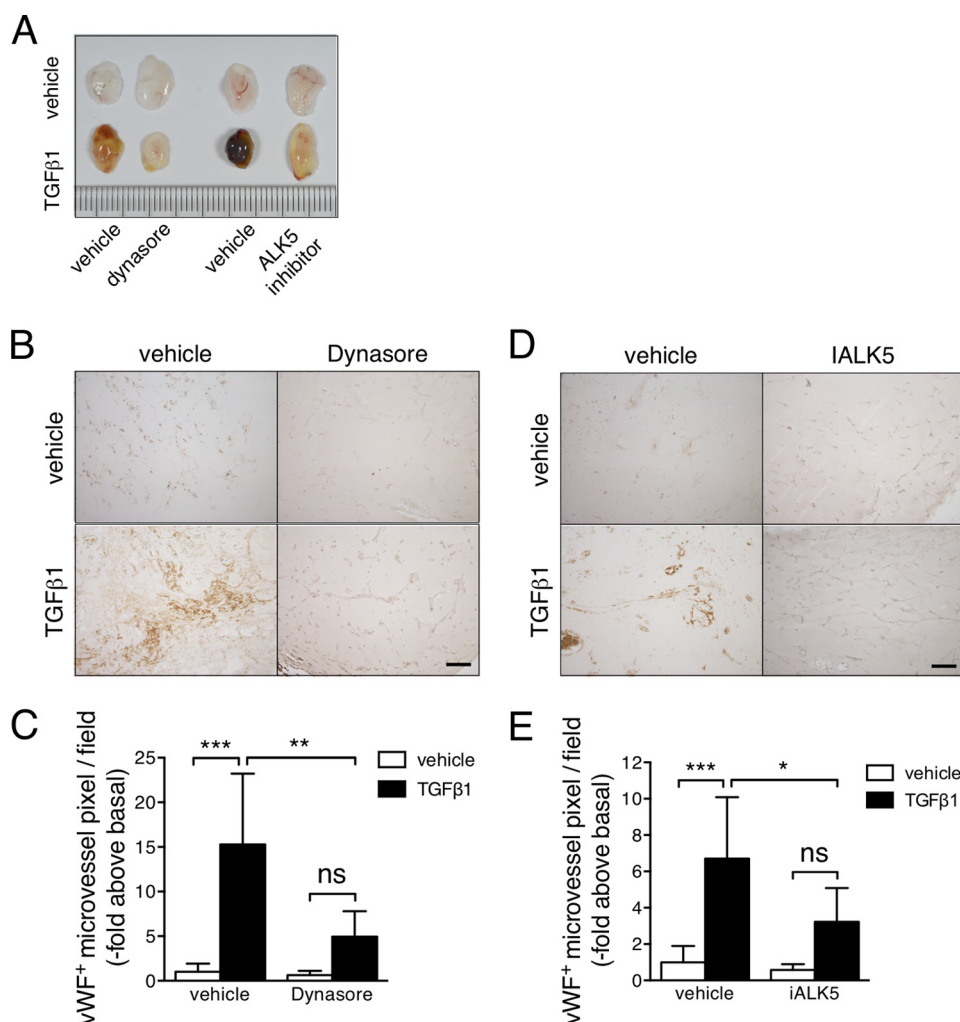 A
vehicle
TGFβ1
vehicle
dynasore
vehicle
ALK5
inhibitor
B
vehicle
Dynasore
vehicle
TGFβ1
D
vehicle
IALK5
vehicle
TGFβ1
C
vWF+ microvessel pixel / field
(-fold above basal)
25
20
15
10
5
0
***
**
ns
vehicle
TGFβ1
vehicle
Dynasore
E
vWF+ microvessel pixel / field
(-fold above basal)
12
10
8
6
4
2
0
***
*
ns
vehicle
TGFβ1
vehicle
iALK5